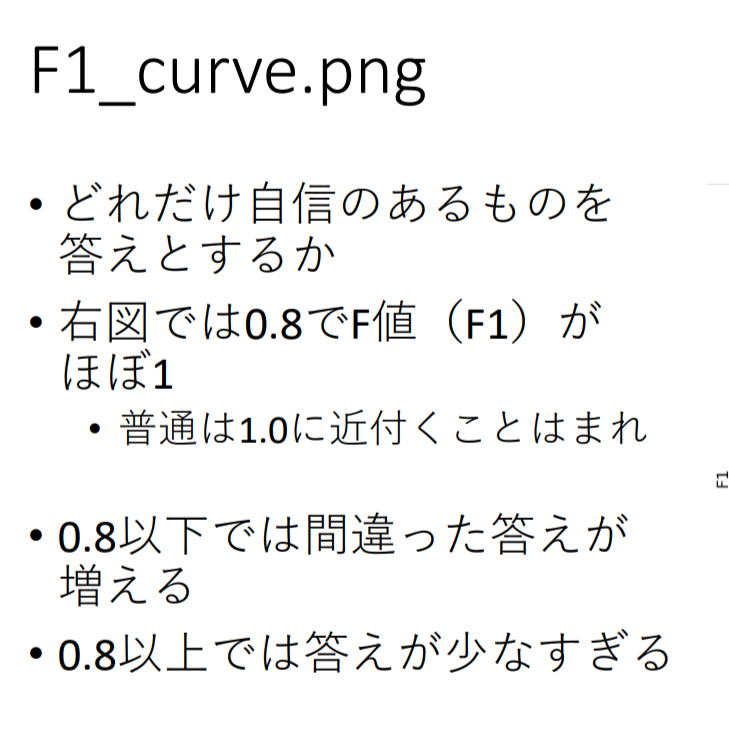 F1_curve.png
• どれだけ自信のあるものを
答えとするか
• 右図では0.8でF値（F1）が
ほぼ1
• 普通は1.0に近付くことはまれ
F1
• 0.8以下では間違った答えが
増える
• 0.8以上では答えが少なすぎる